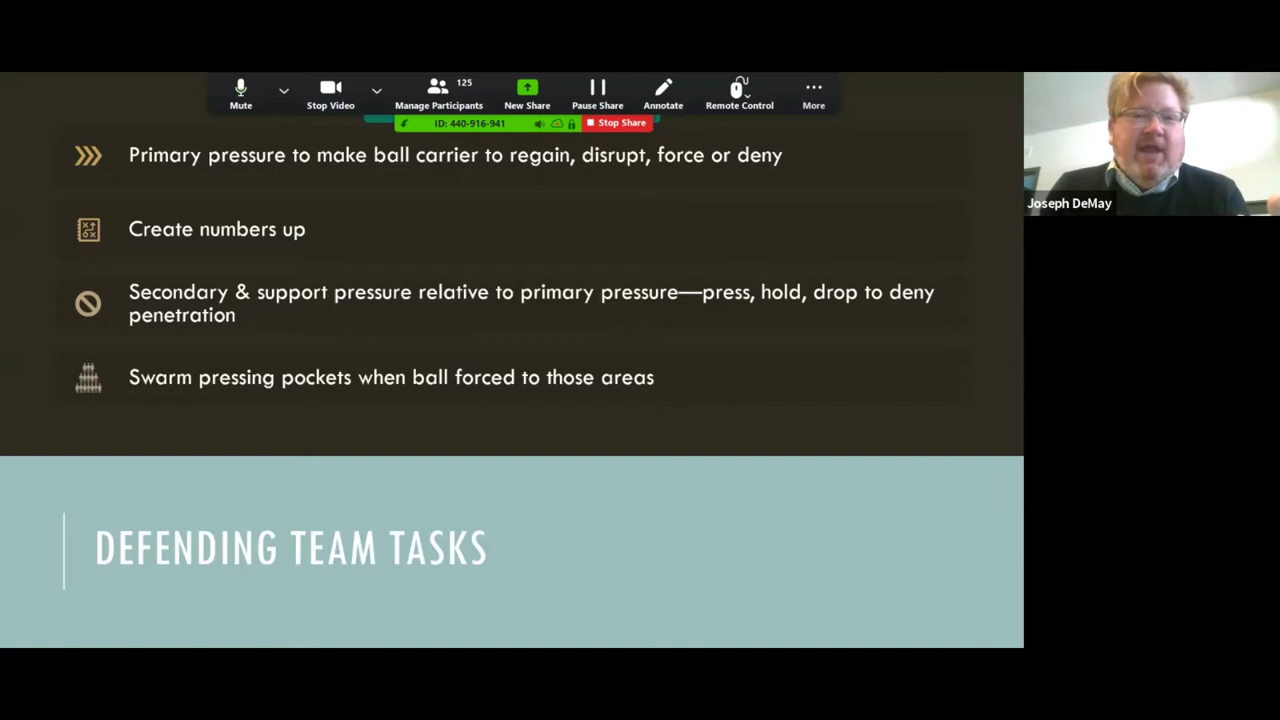 125
Mute
Stop Video
Manage Participants
New Share
Pause Share
Annotate
Remote Control
More
ID: 440-916-941
Stop Share
Primary pressure to make ball carrier to regain, disrupt, force or deny
Create numbers up
Secondary & support pressure relative to primary pressure—press, hold, drop to deny
penetration
Swarm pressing pockets when ball forced to those areas
DEFENDING TEAM TASKS
Joseph DeMay